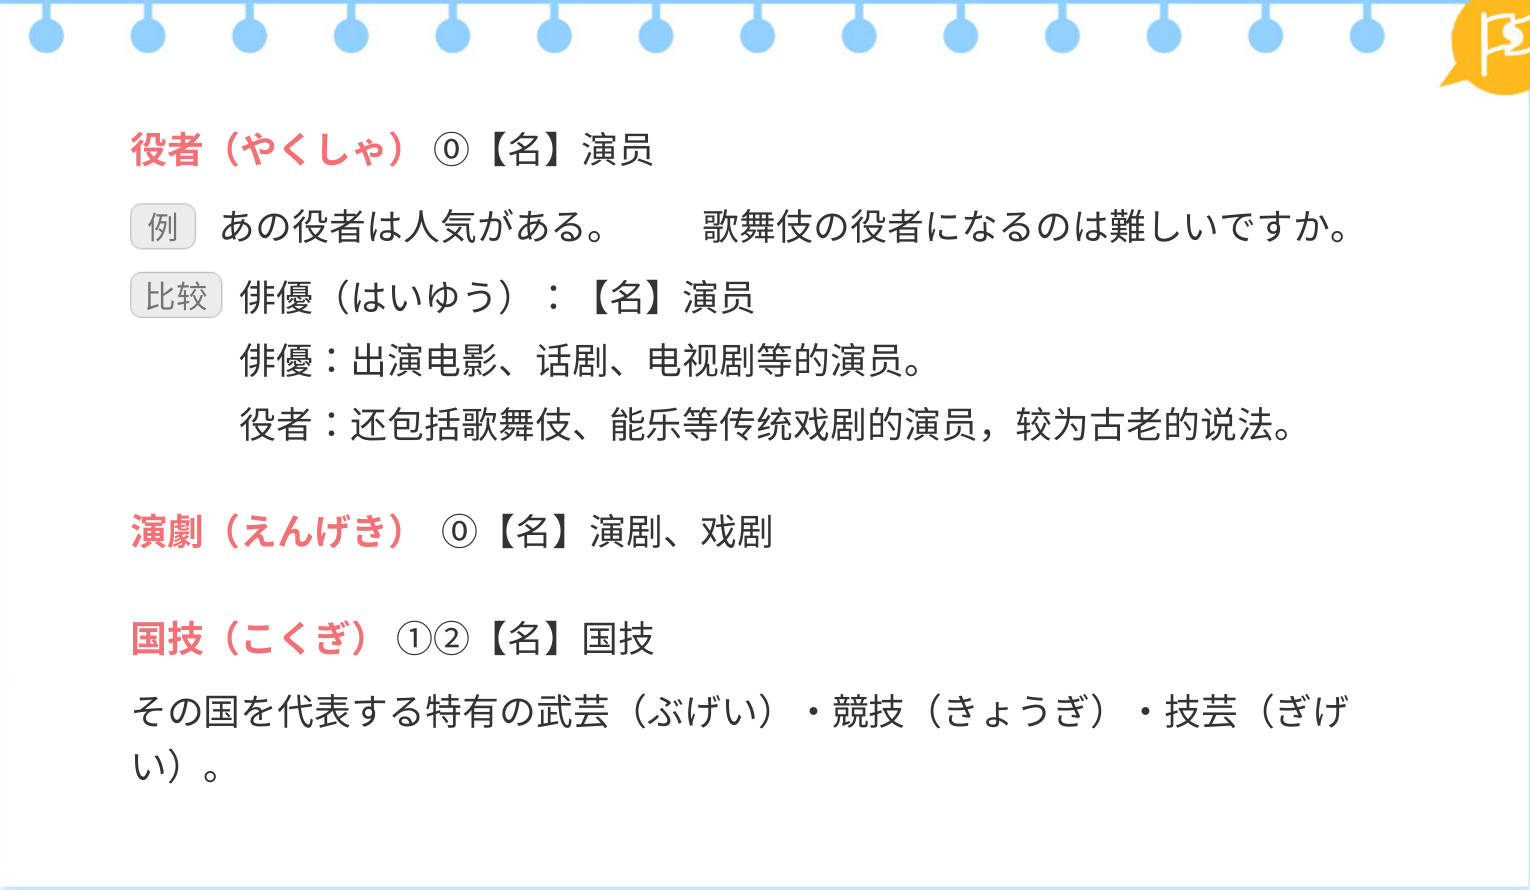 役者（やくしゃ） ⓪【名】演员
例 あの役者は人気がある。 歌舞伎の役者になるのは難しいですか。
比较 俳優（はいゆう）：【名】演员
俳優：出演电影、话剧、电视剧等的演员。
役者：还包括歌舞伎、能乐等传统戏剧的演员，较为古老的说法。
演劇（えんげき） ⓪【名】演剧、戏剧
国技（こくぎ） ①②【名】国技
その国を代表する特有の武芸（ぶげい）・競技（きょうぎ）・技芸（ぎげ
い）。